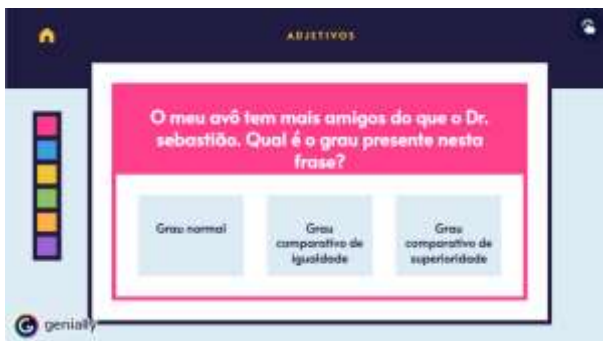 ADJETIVOS
O meu avô tem mais amigos do que o Dr.
sebastião. Qual é o grau presente nesta
frase?
Grau normal
Grau
comparativo de
igualdade
Grau
comparativo de
superioridade
genially